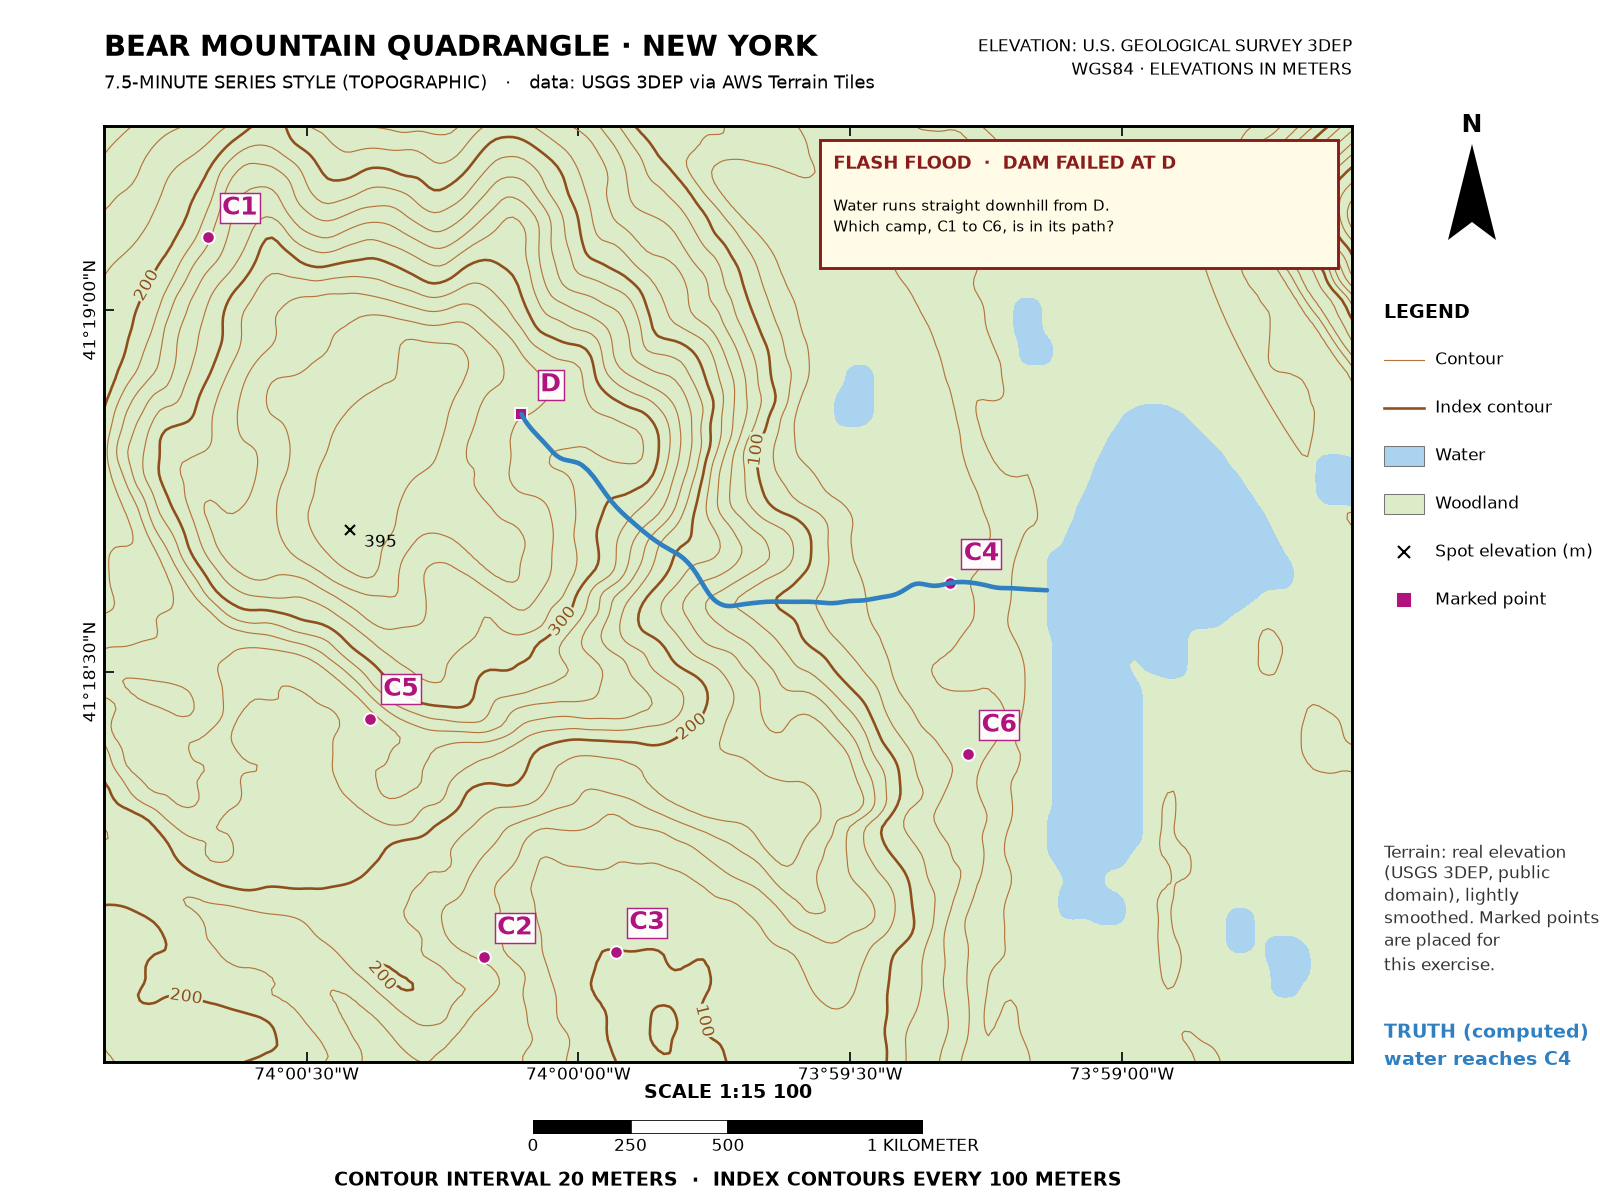 BEAR MOUNTAIN QUADRANGLE · NEW YORK
7.5-MINUTE SERIES STYLE (TOPOGRAPHIC) · data: USGS 3DEP via AWS Terrain Tiles
ELEVATION: U.S. GEOLOGICAL SURVEY 3DEP
WGS84 · ELEVATIONS IN METERS
FLASH FLOOD · DAM FAILED AT D
Water runs straight downhill from D.
Which camp, C1 to C6, is in its path?
N
C1
200
41°19'00"N
D
100
395
C4
300
41°18'30"N
C5
200
C6
C2
C3
200
200
100
LEGEND
Contour
Index contour
Water
Woodland
Spot elevation (m)
Marked point
Terrain: real elevation
(USGS 3DEP, public
domain), lightly
smoothed. Marked points
are placed for
this exercise.
TRUTH (computed)
water reaches C4
74°00'30"W
74°00'00"W
73°59'30"W
73°59'00"W
SCALE 1:15 100
0 250 500 1 KILOMETER
CONTOUR INTERVAL 20 METERS · INDEX CONTOURS EVERY 100 METERS